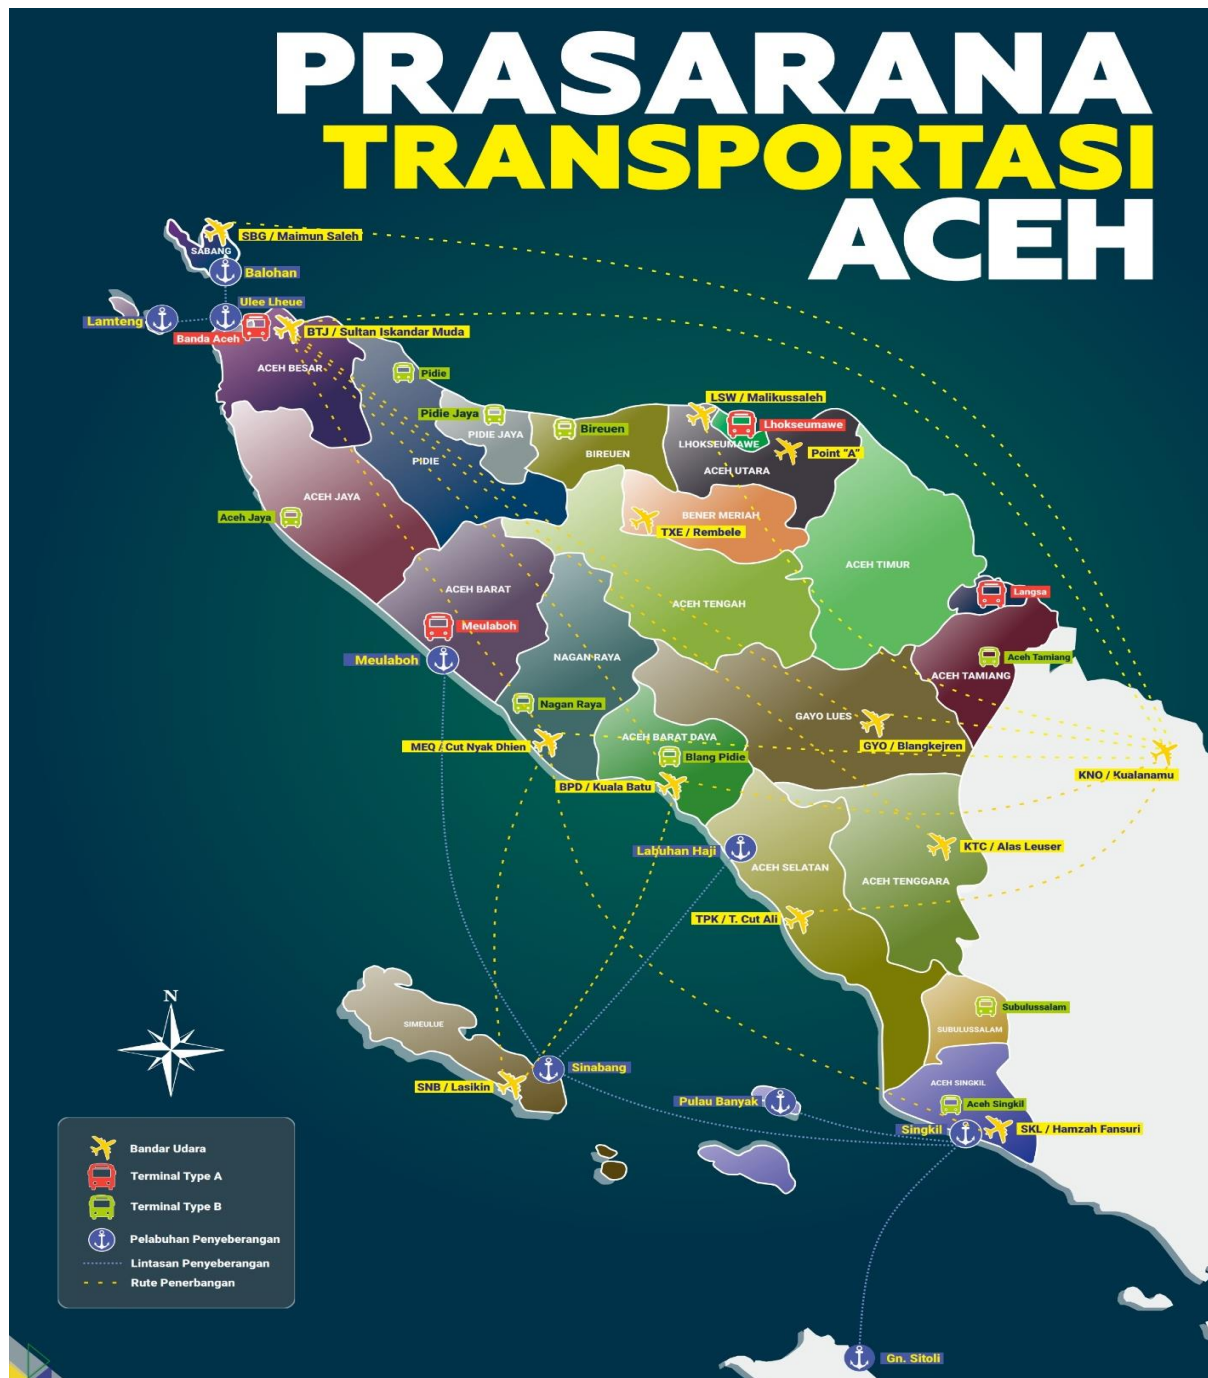 PRASARANA
TRANSPORTASI
ACEH
SBG / Maimun Saleh
SABANG
Balohan
Ulee Lheue
Lamteng
Banda Aceh
BTJ / Sultan Iskandar Muda
ACEH BESAR
Pidie
LSW / Malikussaleh
Pidie Jaya
Bireuen
Lhokseumawe
PIDIE JAYA
LHOKSEUMAWE
BIREUEN
Point "A"
PIDIE
ACEH UTARA
ACEH JAYA
Aceh Jaya
BENER MERIAH
TXE / Rembele
ACEH TIMUR
ACEH BARAT
Langsa
ACEH TENGAH
Meulaboh
Meulaboh
NAGAN RAYA
Aceh Tamiang
ACEH TAMIANG
Nagan Raya
GAYO LUES
ACEH BARAT DAYA
MEQ / Cut Nyak Dhien
GYO / Blangkejren
Blang Pidie
KNO / Kualanamu
BPD / Kuala Batu
KTC / Alas Leuser
Labuhan Haji
ACEH SELATAN
ACEH TENGGARA
TPK / T. Cut Ali
N
Subulussalam
SIMEULUE
SUBULUSSALAM
Sinabang
SNB / Lasikin
ACEH SINGKIL
Pulau Banyak
Aceh Singkil
Singkil
SKL / Hamzah Fansuri
Bandar Udara
Terminal Type A
Terminal Type B
Pelabuhan Penyeberangan
Lintasan Penyeberangan
Rute Penerbangan
Gn. Sitoli